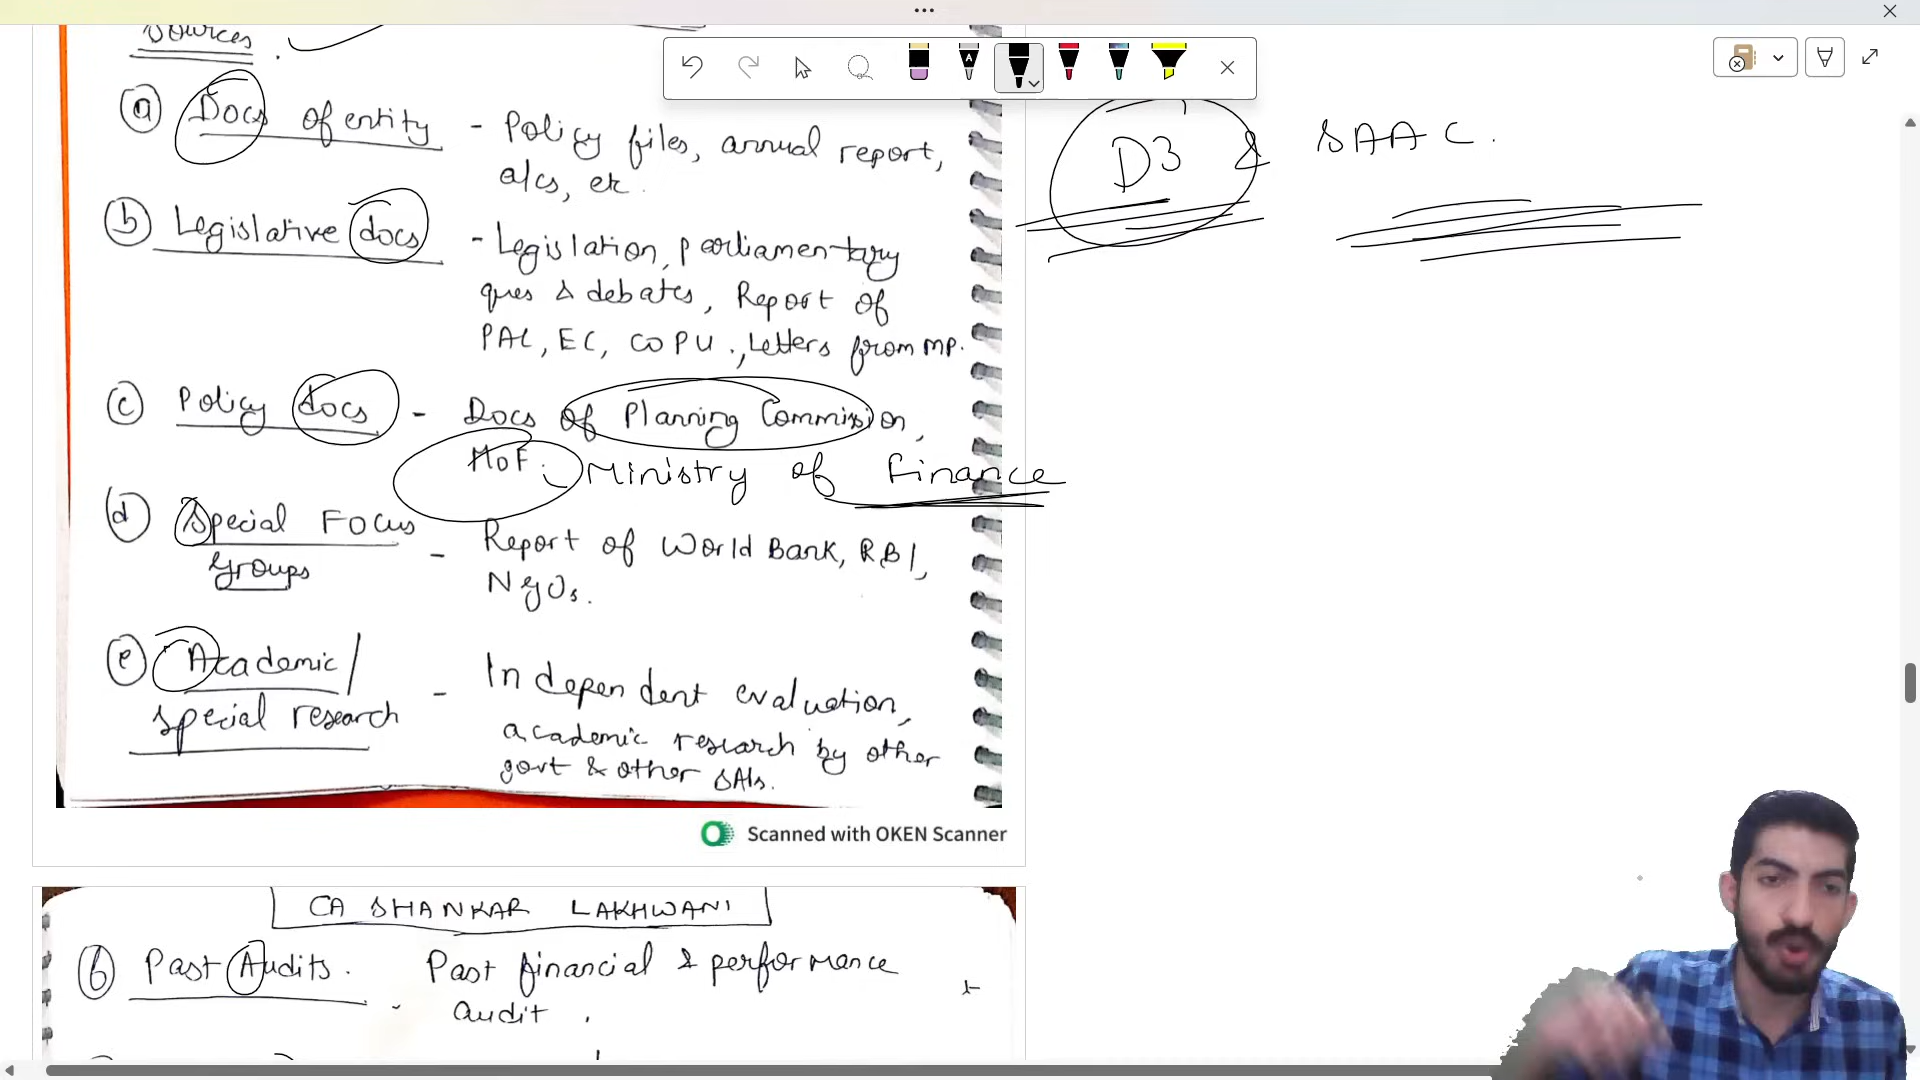 Sources.
(a) Docs of entity - Policy files, annual report,
a/cs, etc.
(b) Legislative docs - Legislation, parliamentary
ques & debates, Report of
PAC, EC, COPU., Letters from MP.
(c) Policy docs - Docs of Planning Commission,
MoF: Ministry of Finance
(d) Special Focus
Groups - Report of World Bank, RBI,
NGOs.
(e) Academic/
special research - Independent evaluation,
academic research by other
govt & other SAIs.
Scanned with OKEN Scanner
CA SHANKAR LAKHWANI
(6) Past Audits. - Past financial & performance
audit.
D3 & SAAC.